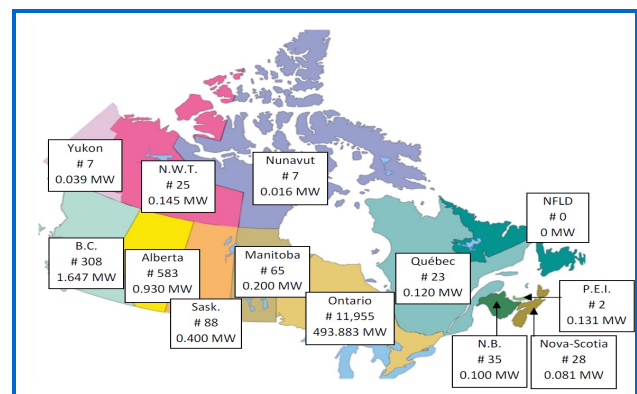 Yukon
# 7
0.039 MW
N.W.T.
# 25
0.145 MW
Nunavut
# 7
0.016 MW
NFLD
# 0
0 MW
B.C.
# 308
1.647 MW
Alberta
# 583
0.930 MW
Sask.
# 88
0.400 MW
Manitoba
# 65
0.200 MW
Ontario
# 11,955
493.883 MW
Québec
# 23
0.120 MW
P.E.I.
# 2
0.131 MW
N.B.
# 35
0.100 MW
Nova-Scotia
# 28
0.081 MW